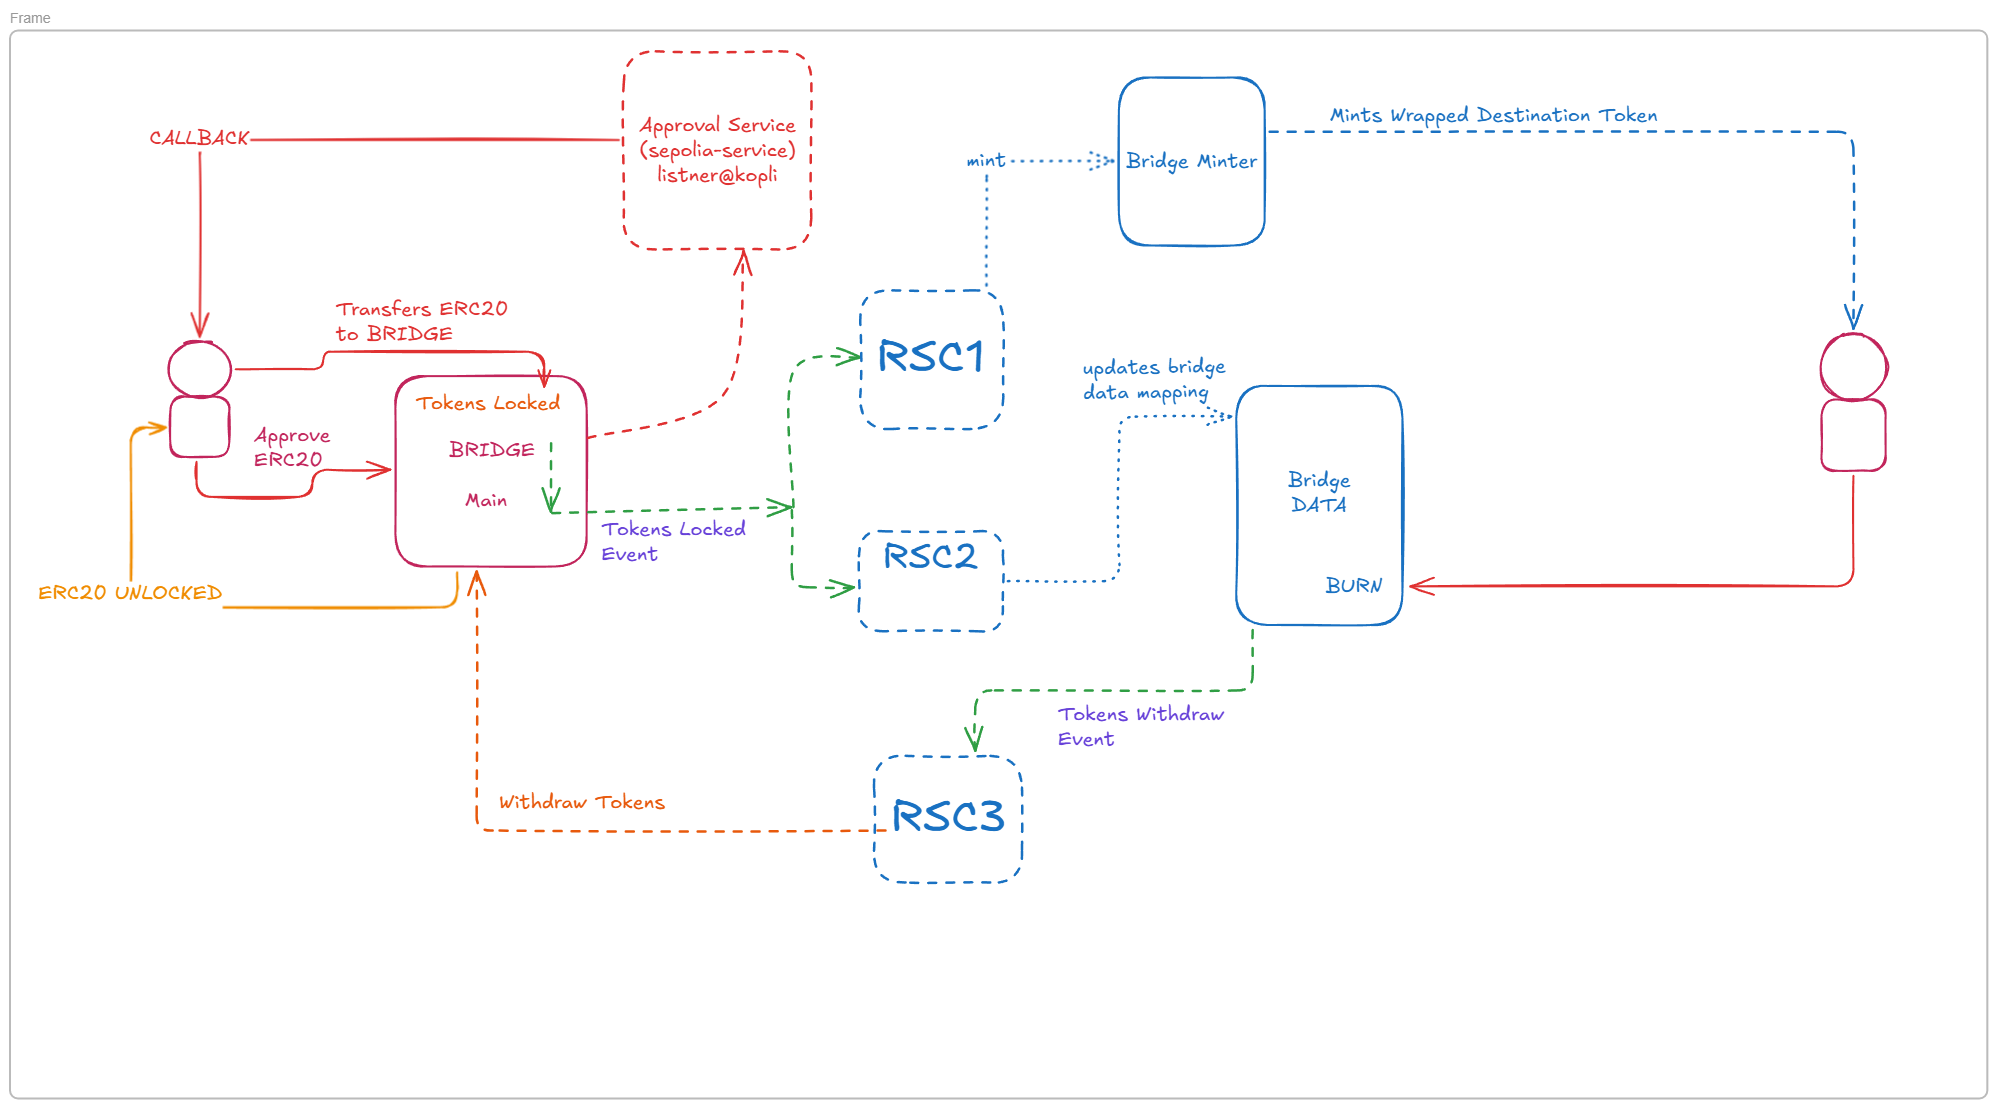 Frame
CALLBACK
Approval Service
(sepolia-service)
listner@kopli
mint
Bridge Minter
Mints Wrapped Destination Token
Transfers ERC20
to BRIDGE
Tokens Locked
BRIDGE
Main
Approve
ERC20
Tokens Locked
Event
ERC20 UNLOCKED
RSC1
RSC2
updates bridge
data mapping
Bridge
DATA
BURN
Tokens Withdraw
Event
Withdraw Tokens
RSC3